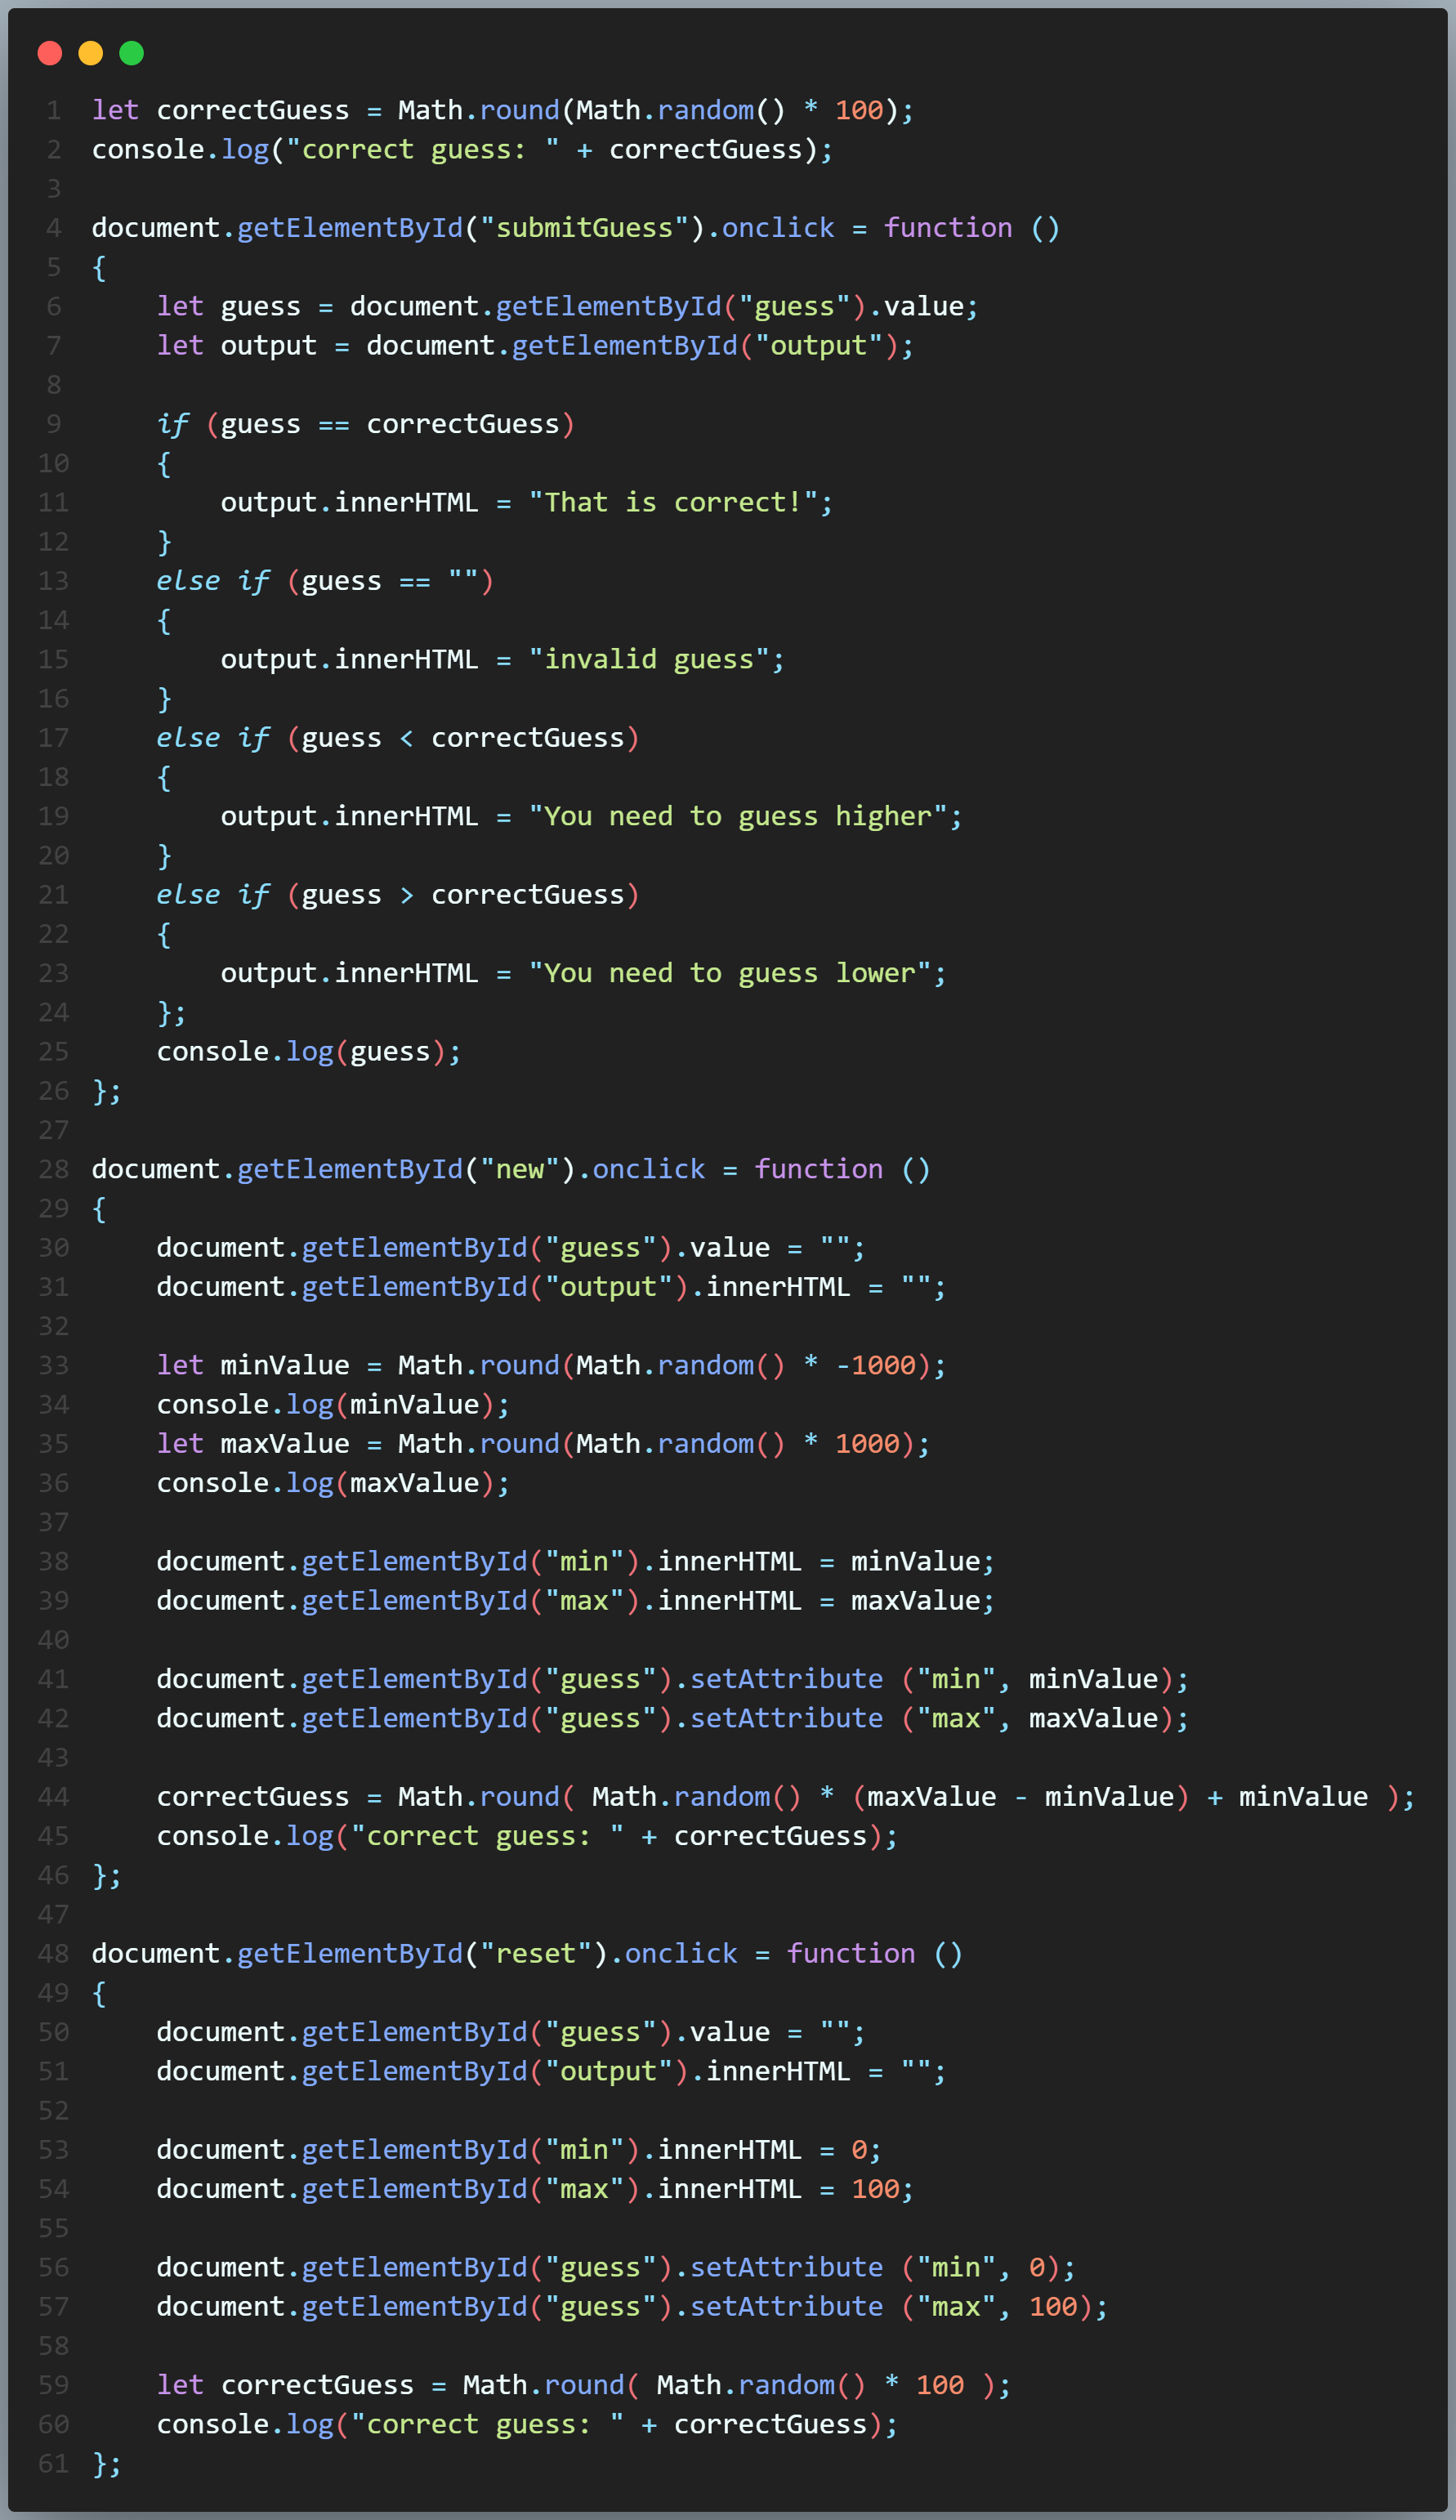 1 let correctGuess = Math.round(Math.random() * 100);
2 console.log("correct guess: " + correctGuess);
3
4 document.getElementById("submitGuess").onclick = function ()
5 {
6     let guess = document.getElementById("guess").value;
7     let output = document.getElementById("output");
8
9     if (guess == correctGuess)
10     {
11         output.innerHTML = "That is correct!";
12     }
13     else if (guess == "")
14     {
15         output.innerHTML = "invalid guess";
16     }
17     else if (guess < correctGuess)
18     {
19         output.innerHTML = "You need to guess higher";
20     }
21     else if (guess > correctGuess)
22     {
23         output.innerHTML = "You need to guess lower";
24     };
25     console.log(guess);
26 };
27
28 document.getElementById("new").onclick = function ()
29 {
30     document.getElementById("guess").value = "";
31     document.getElementById("output").innerHTML = "";
32
33     let minValue = Math.round(Math.random() * -1000);
34     console.log(minValue);
35     let maxValue = Math.round(Math.random() * 1000);
36     console.log(maxValue);
37
38     document.getElementById("min").innerHTML = minValue;
39     document.getElementById("max").innerHTML = maxValue;
40
41     document.getElementById("guess").setAttribute ("min", minValue);
42     document.getElementById("guess").setAttribute ("max", maxValue);
43
44     correctGuess = Math.round( Math.random() * (maxValue - minValue) + minValue );
45     console.log("correct guess: " + correctGuess);
46 };
47
48 document.getElementById("reset").onclick = function ()
49 {
50     document.getElementById("guess").value = "";
51     document.getElementById("output").innerHTML = "";
52
53     document.getElementById("min").innerHTML = 0;
54     document.getElementById("max").innerHTML = 100;
55
56     document.getElementById("guess").setAttribute ("min", 0);
57     document.getElementById("guess").setAttribute ("max", 100);
58
59     let correctGuess = Math.round( Math.random() * 100 );
60     console.log("correct guess: " + correctGuess);
61 };